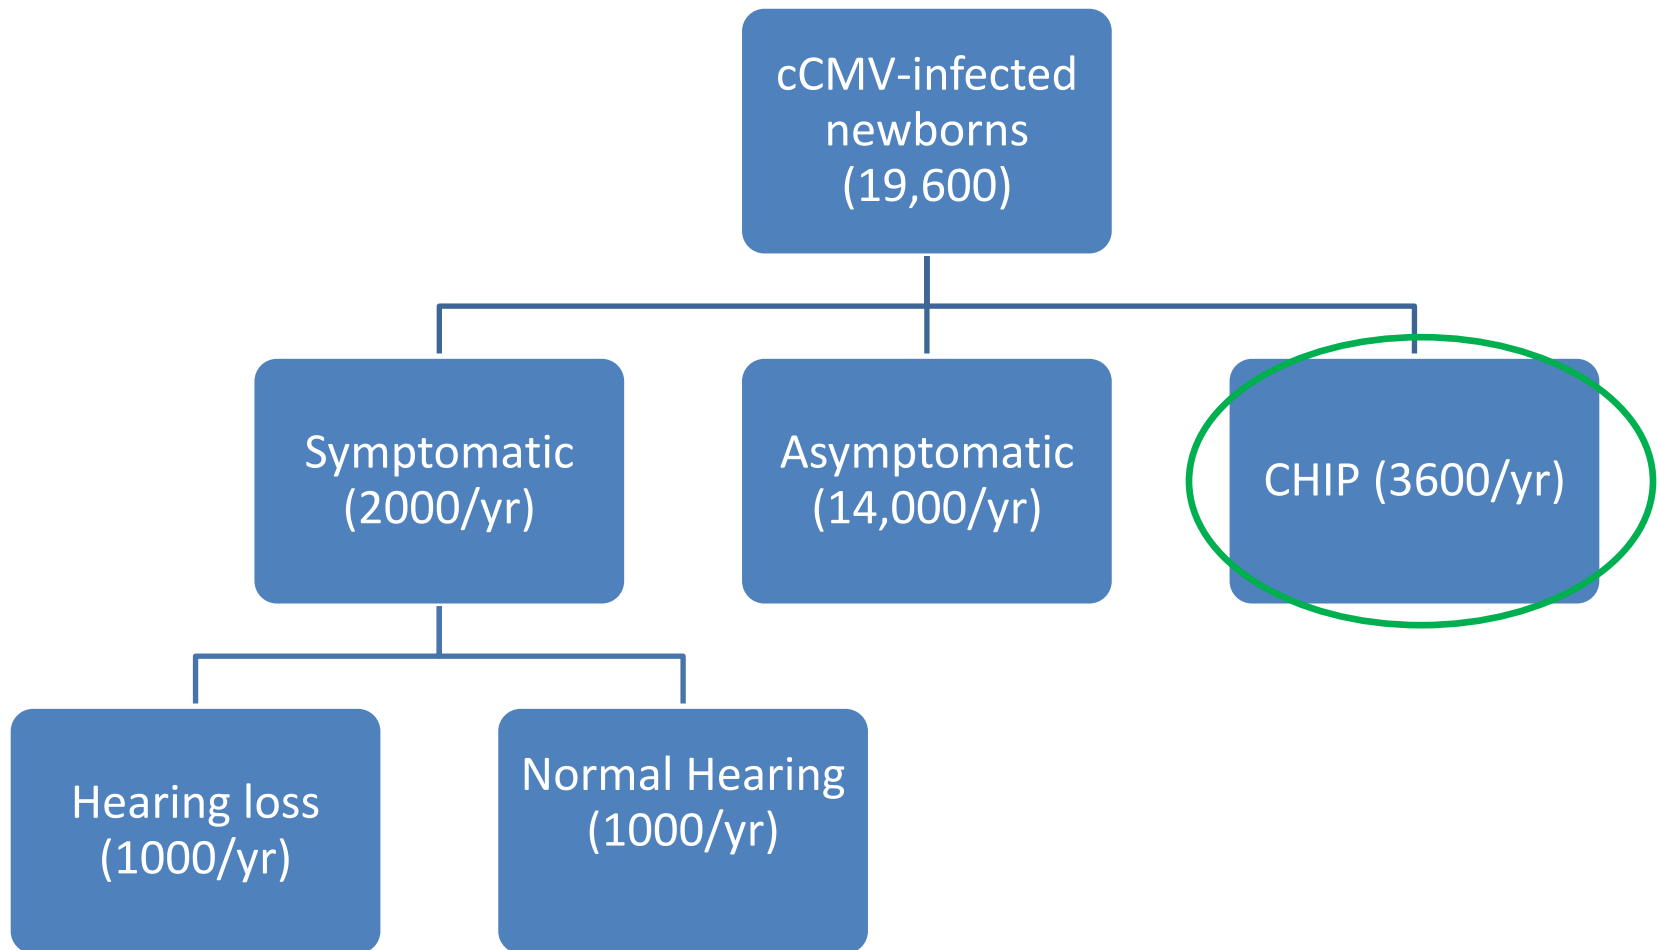 cCMV-infected
newborns
(19,600)
Symptomatic
(2000/yr)
Asymptomatic
(14,000/yr)
CHIP (3600/yr)
Hearing loss
(1000/yr)
Normal Hearing
(1000/yr)